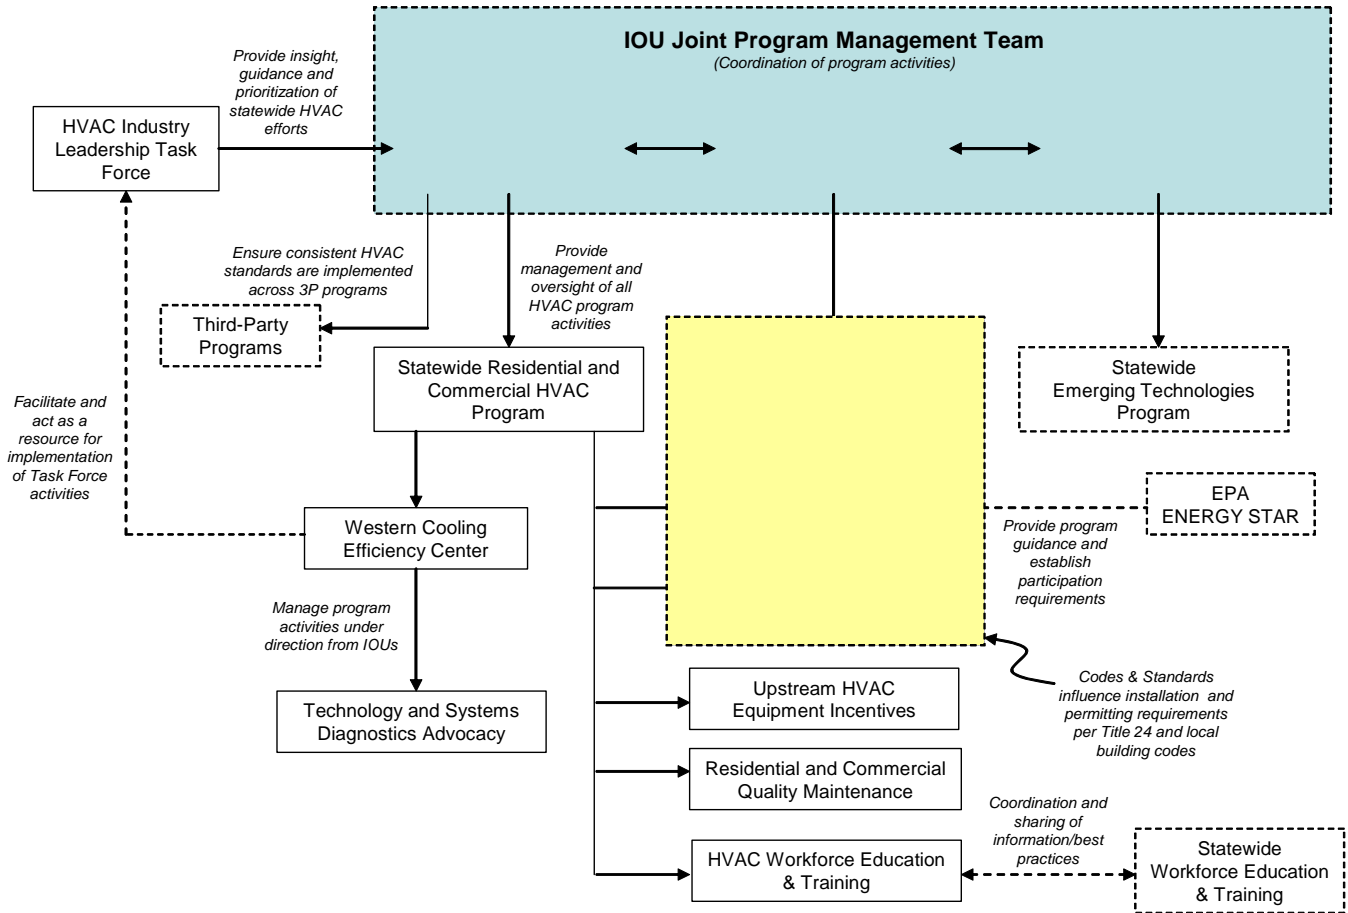 IOU Joint Program Management Team
(Coordination of program activities)
Provide insight,
guidance and
prioritization of
statewide HVAC
efforts
HVAC Industry
Leadership Task
Force
Ensure consistent HVAC
standards are implemented
across 3P programs
Provide
management and
oversight of all
HVAC program
activities
Third-Party
Programs
Statewide Residential and
Commercial HVAC
Program
Statewide
Emerging Technologies
Program
Facilitate and
act as a
resource for
implementation
of Task Force
activities
Western Cooling
Efficiency Center
EPA
ENERGY STAR
Provide program
guidance and
establish
participation
requirements
Manage program
activities under
direction from IOUs
Technology and Systems
Diagnostics Advocacy
Upstream HVAC
Equipment Incentives
Codes & Standards
influence installation and
permitting requirements
per Title 24 and local
building codes
Residential and Commercial
Quality Maintenance
Coordination and
sharing of
information/best
practices
HVAC Workforce Education
& Training
Statewide
Workforce Education
& Training